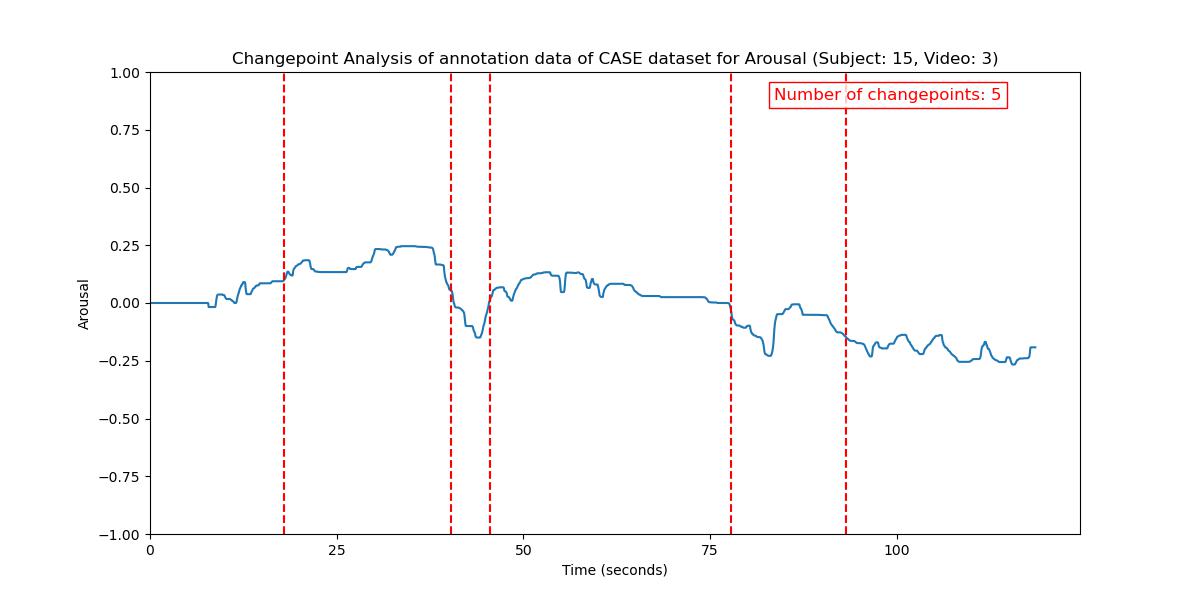 Changepoint Analysis of annotation data of CASE dataset for Arousal (Subject: 15, Video: 3)
Number of changepoints: 5
1.00
0.75
0.50
0.25
0.00
−0.25
−0.50
−0.75
−1.00
Arousal
0 25 50 75 100
Time (seconds)